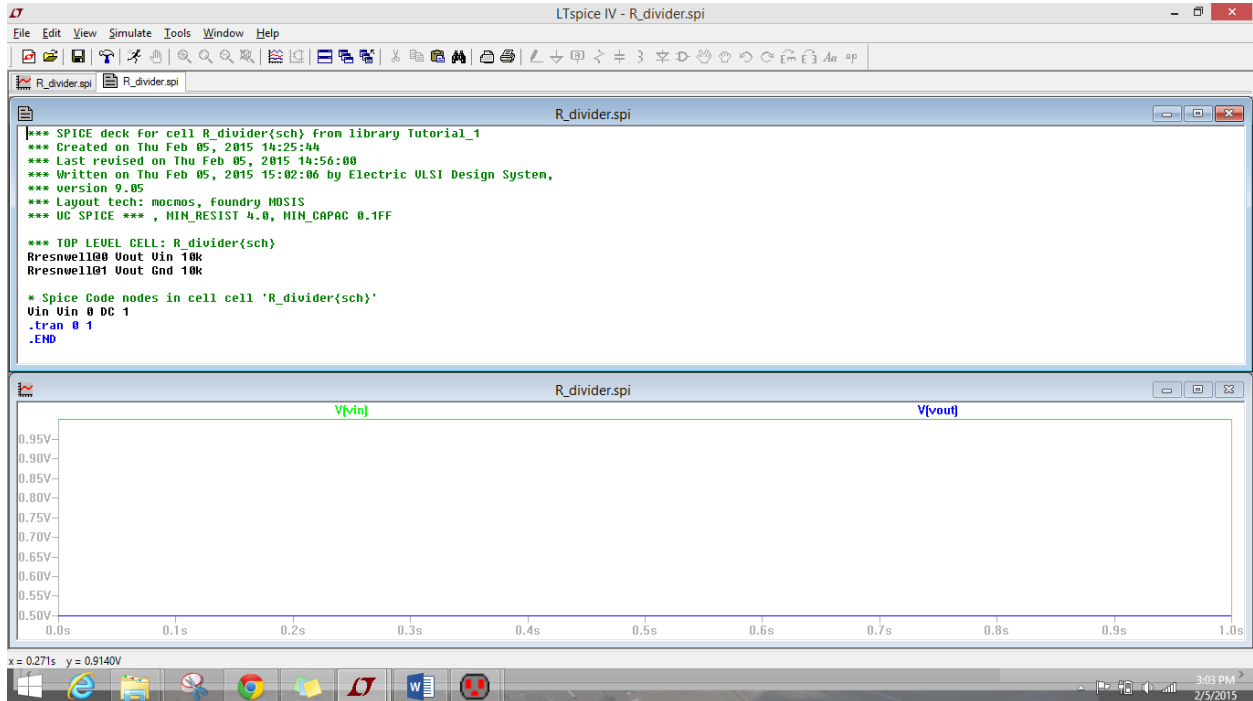 LTspice IV - R_divider.spi
File Edit View Simulate Tools Window Help
R_divider.spi R_divider.spi
R_divider.spi
*** SPICE deck for cell R_divider{sch} from library Tutorial_1
*** Created on Thu Feb 05, 2015 14:25:44
*** Last revised on Thu Feb 05, 2015 14:56:00
*** Written on Thu Feb 05, 2015 15:02:06 by Electric VLSI Design System,
*** version 9.05
*** Layout tech: mocmos, foundry MOSIS
*** UC SPICE *** , MIN_RESIST 4.0, MIN_CAPAC 0.1FF
*** TOP LEVEL CELL: R_divider{sch}
Rresnwell@0 Vout Vin 10k
Rresnwell@1 Vout Gnd 10k
* Spice Code nodes in cell cell 'R_divider{sch}'
Vin Vin 0 DC 1
.tran 0 1
.END
R_divider.spi
V(vin) V(vout)
0.95V
0.90V
0.85V
0.80V
0.75V
0.70V
0.65V
0.60V
0.55V
0.50V
0.0s 0.1s 0.2s 0.3s 0.4s 0.5s 0.6s 0.7s 0.8s 0.9s 1.0s
x = 0.271s y = 0.9140V
3:03 PM
2/5/2015